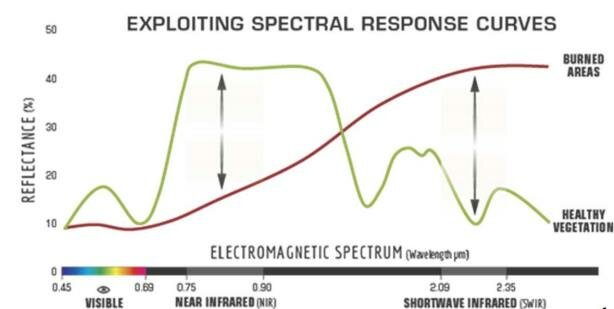 EXPLOITING SPECTRAL RESPONSE CURVES
50
40
30
20
10
0
REFLECTANCE (%)
BURNED
AREAS
HEALTHY
VEGETATION
ELECTROMAGNETIC SPECTRUM (Wavelength µm)
0.45 0.69 0.75 0.90 2.09 2.35
VISIBLE NEAR INFRARED (NIR) SHORTWAVE INFRARED (SWIR)